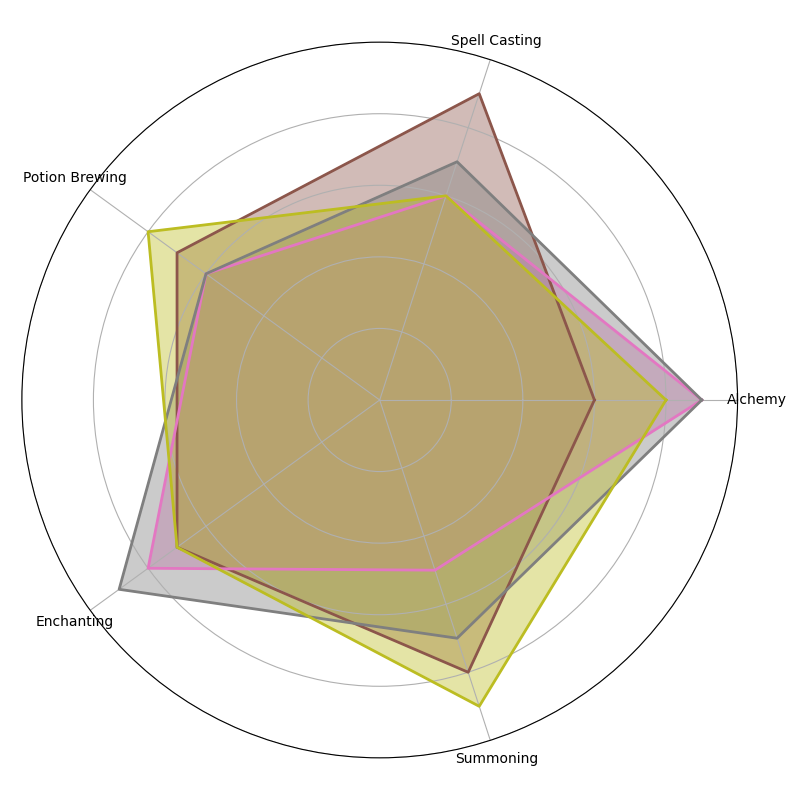 Spell Casting
Potion Brewing
Alchemy
Enchanting
Summoning